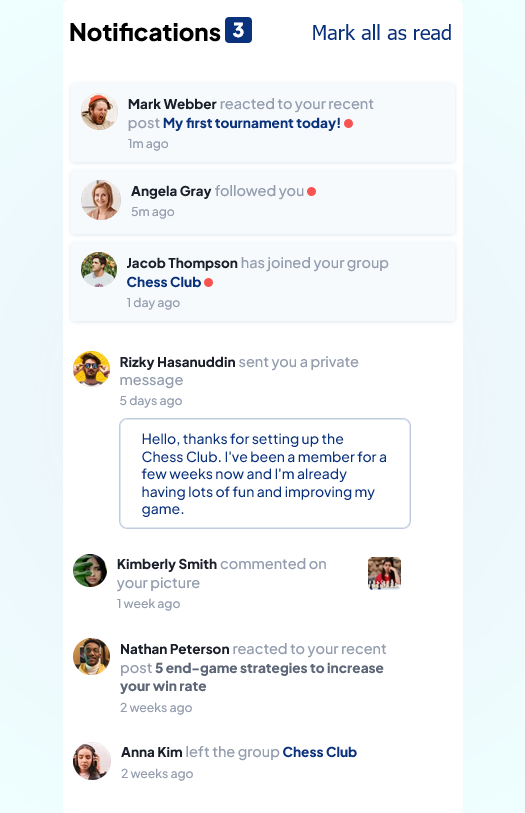 Notifications 3 Mark all as read
Mark Webber reacted to your recent
post My first tournament today!
1m ago
Angela Gray followed you
5m ago
Jacob Thompson has joined your group
Chess Club
1 day ago
Rizky Hasanuddin sent you a private
message
5 days ago
Hello, thanks for setting up the
Chess Club. I've been a member for a
few weeks now and I'm already
having lots of fun and improving my
game.
Kimberly Smith commented on
your picture
1 week ago
Nathan Peterson reacted to your recent
post 5 end-game strategies to increase
your win rate
2 weeks ago
Anna Kim left the group Chess Club
2 weeks ago